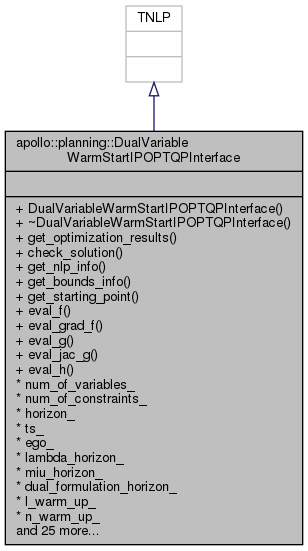 TNLP
apollo::planning::DualVariable
WarmStartIPOPTQPInterface
+ DualVariableWarmStartIPOPTQPInterface()
+ ~DualVariableWarmStartIPOPTQPInterface()
+ get_optimization_results()
+ check_solution()
+ get_nlp_info()
+ get_bounds_info()
+ get_starting_point()
+ eval_f()
+ eval_grad_f()
+ eval_g()
+ eval_jac_g()
+ eval_h()
* num_of_variables_
* num_of_constraints_
* horizon_
* ts_
* ego_
* lambda_horizon_
* miu_horizon_
* dual_formulation_horizon_
* l_warm_up_
* n_warm_up_
and 25 more...